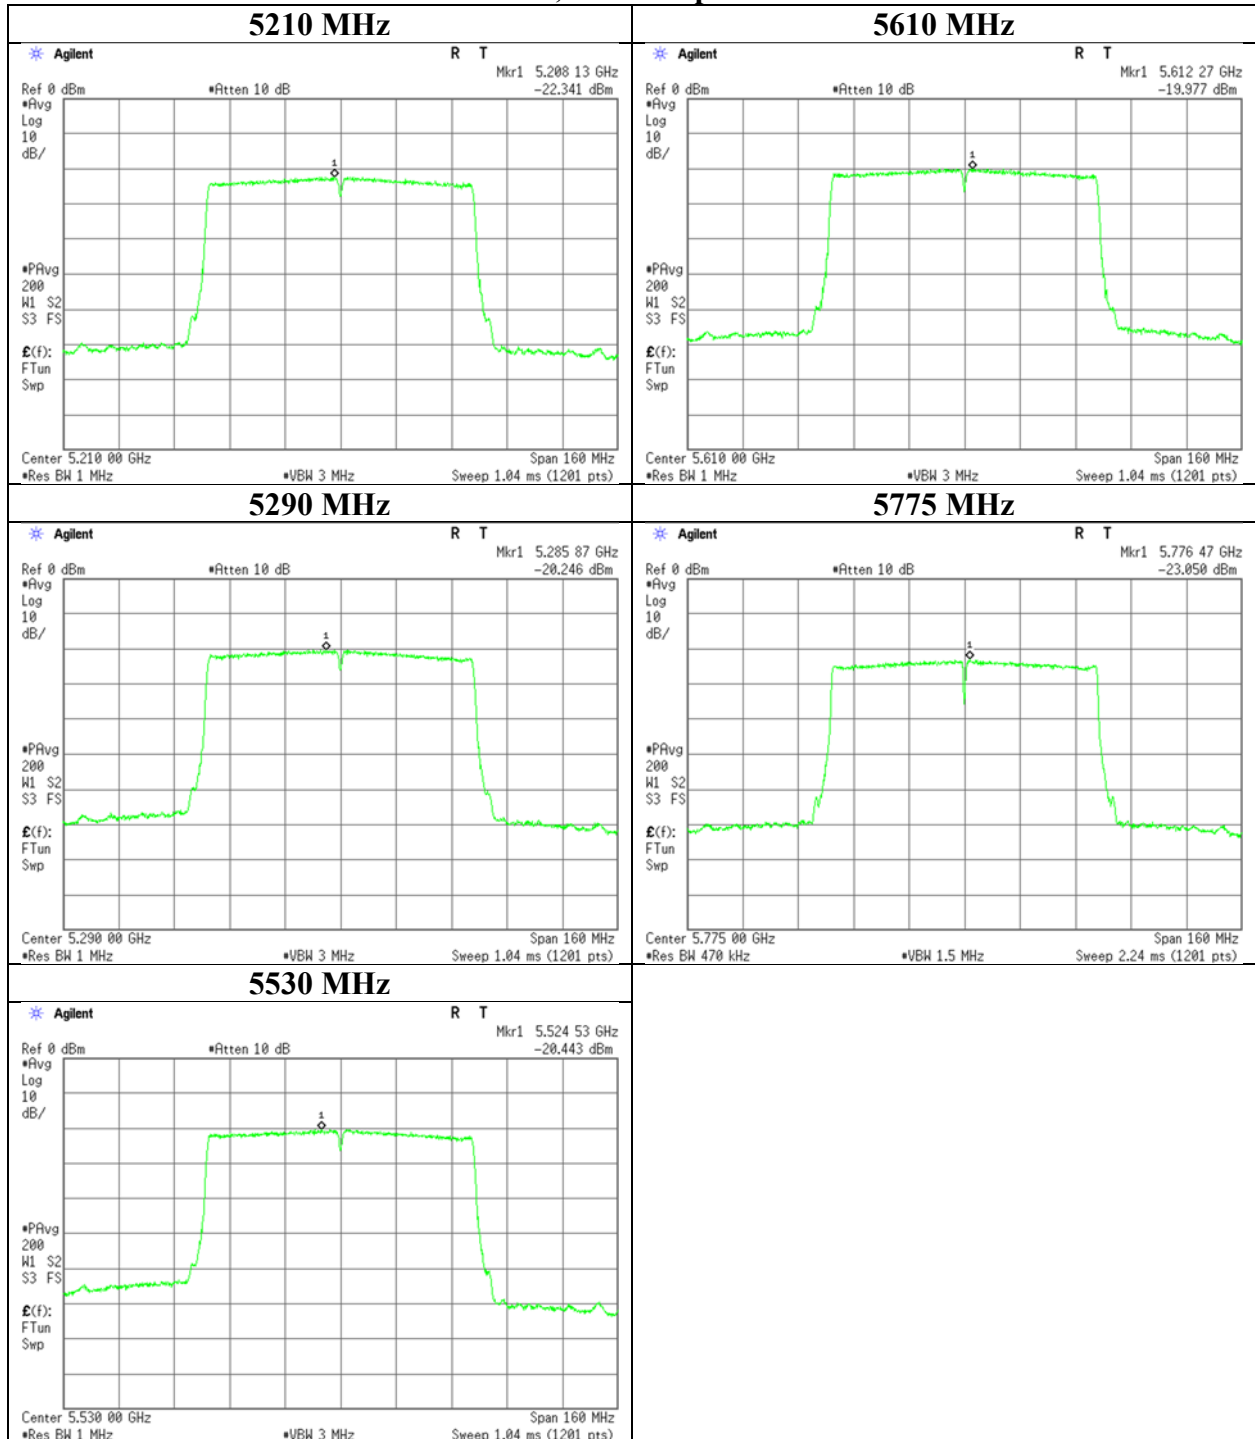 5210 MHz
Agilent R T
Mkr1 5.208 13 GHz
Ref 0 dBm #Atten 10 dB -22.341 dBm
#Avg
Log
10
dB/
1
#PAvg
200
W1 S2
S3 FS
£(f):
FTun
Swp
Center 5.210 00 GHz Span 160 MHz
#Res BW 1 MHz #VBW 3 MHz Sweep 1.04 ms (1201 pts)
5610 MHz
Agilent R T
Mkr1 5.612 27 GHz
Ref 0 dBm #Atten 10 dB -19.977 dBm
#Avg
Log
10
dB/
1
#PAvg
200
W1 S2
S3 FS
£(f):
FTun
Swp
Center 5.610 00 GHz Span 160 MHz
#Res BW 1 MHz #VBW 3 MHz Sweep 1.04 ms (1201 pts)
5290 MHz
Agilent R T
Mkr1 5.285 87 GHz
Ref 0 dBm #Atten 10 dB -20.246 dBm
#Avg
Log
10
dB/
1
#PAvg
200
W1 S2
S3 FS
£(f):
FTun
Swp
Center 5.290 00 GHz Span 160 MHz
#Res BW 1 MHz #VBW 3 MHz Sweep 1.04 ms (1201 pts)
5775 MHz
Agilent R T
Mkr1 5.776 47 GHz
Ref 0 dBm #Atten 10 dB -23.050 dBm
#Avg
Log
10
dB/
1
#PAvg
200
W1 S2
S3 FS
£(f):
FTun
Swp
Center 5.775 00 GHz Span 160 MHz
#Res BW 470 kHz #VBW 1.5 MHz Sweep 2.24 ms (1201 pts)
5530 MHz
Agilent R T
Mkr1 5.524 53 GHz
Ref 0 dBm #Atten 10 dB -20.443 dBm
#Avg
Log
10
dB/
1
#PAvg
200
W1 S2
S3 FS
£(f):
FTun
Swp
Center 5.530 00 GHz Span 160 MHz
#Res BW 1 MHz #VBW 3 MHz Sweep 1.04 ms (1201 pts)